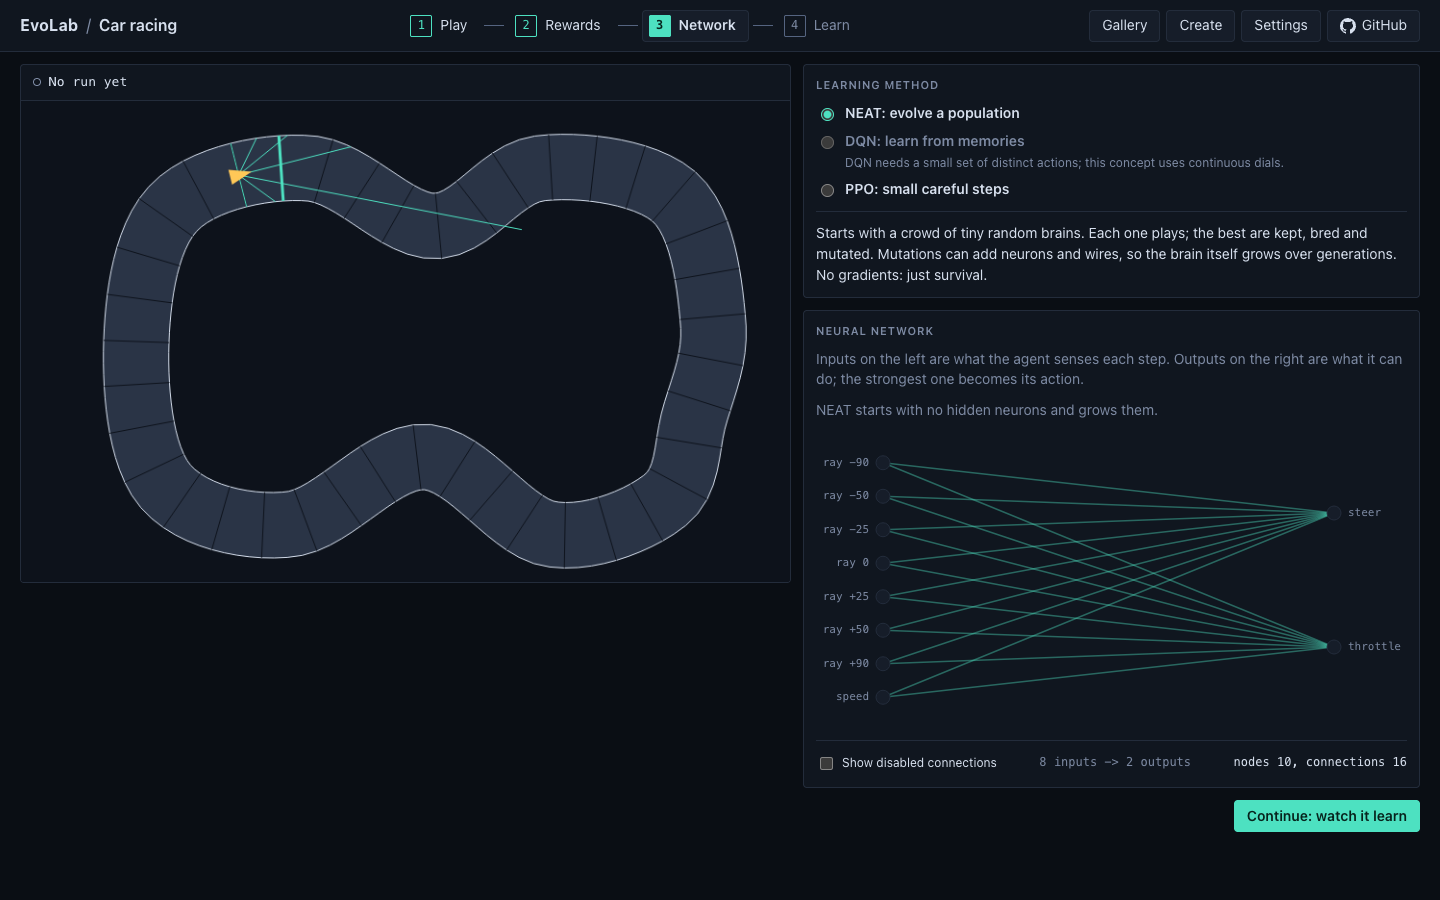 EvoLab / Car racing
1 Play
2 Rewards
3 Network
4 Learn
Gallery
Create
Settings
GitHub
No run yet
LEARNING METHOD
NEAT: evolve a population
DQN: learn from memories
DQN needs a small set of distinct actions; this concept uses continuous dials.
PPO: small careful steps
Starts with a crowd of tiny random brains. Each one plays; the best are kept, bred and
mutated. Mutations can add neurons and wires, so the brain itself grows over generations.
No gradients: just survival.
NEURAL NETWORK
Inputs on the left are what the agent senses each step. Outputs on the right are what it can
do; the strongest one becomes its action.
NEAT starts with no hidden neurons and grows them.
ray −90
ray −50
ray −25
ray 0
ray +25
ray +50
ray +90
speed
steer
throttle
Show disabled connections
8 inputs −> 2 outputs
nodes 10, connections 16
Continue: watch it learn